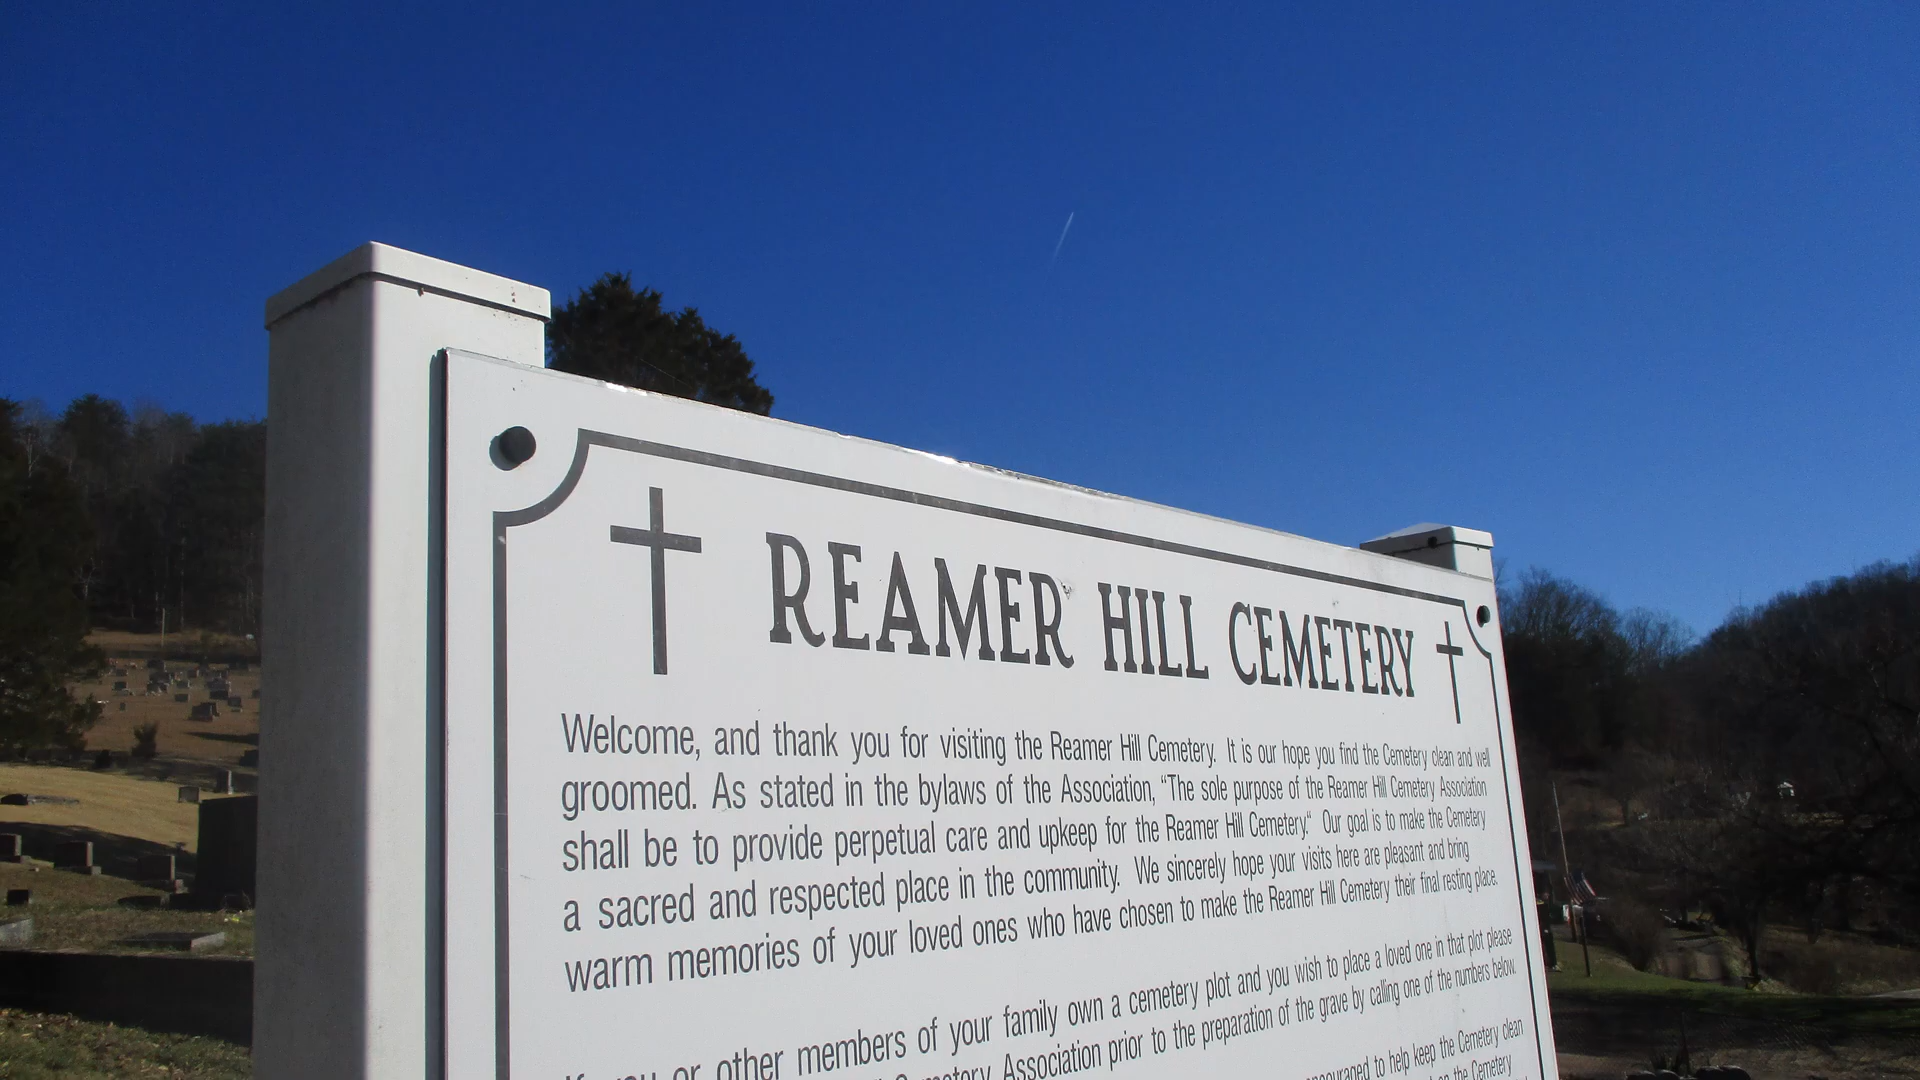 REAMER HILL CEMETERY
Welcome, and thank you for visiting the Reamer Hill Cemetery. It is our hope you find the Cemetery clean and well
groomed. As stated in the bylaws of the Association, “The sole purpose of the Reamer Hill Cemetery Association
shall be to provide perpetual care and upkeep for the Reamer Hill Cemetery.“ Our goal is to make the Cemetery
a sacred and respected place in the community. We sincerely hope your visits here are pleasant and bring
warm memories of your loved ones who have chosen to make the Reamer Hill Cemetery their final resting place.
If you or other members of your family own a cemetery plot and you wish to place a loved one in that plot please
Association prior to the preparation of the grave by calling one of the numbers below.
to help keep the Cemetery clean
the Cemetery